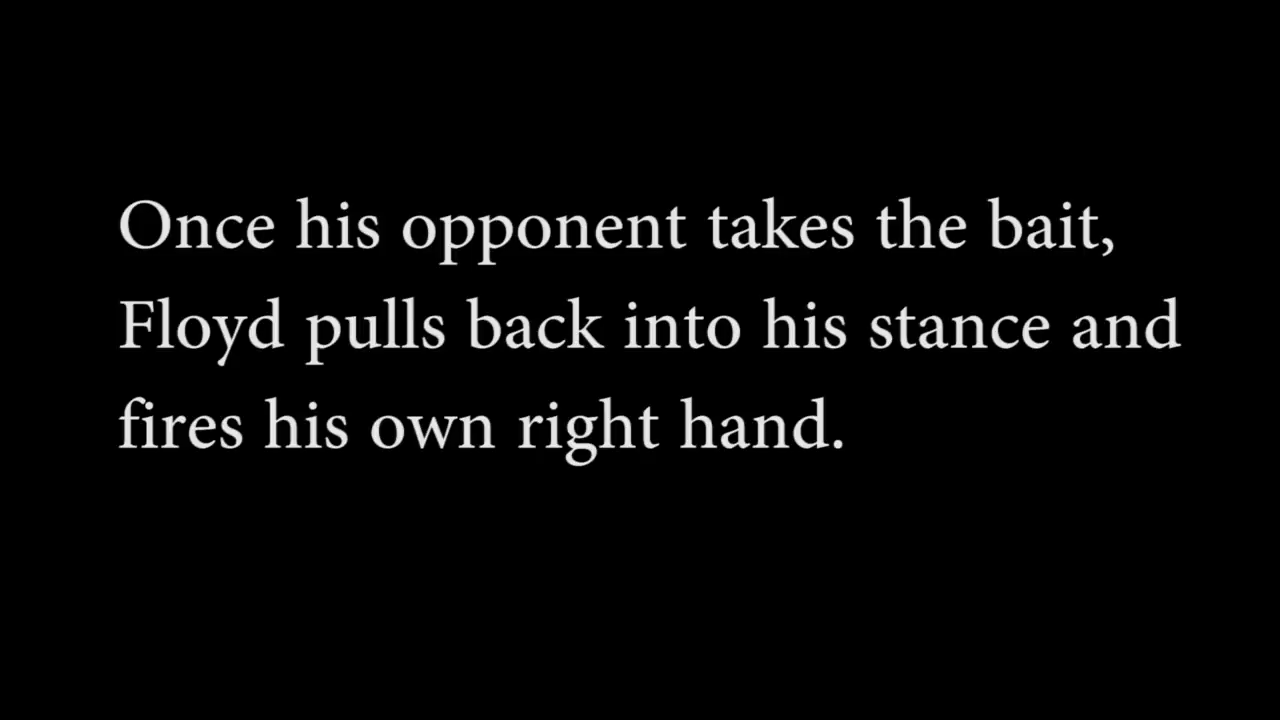 Once his opponent takes the bait,
Floyd pulls back into his stance and
fires his own right hand.